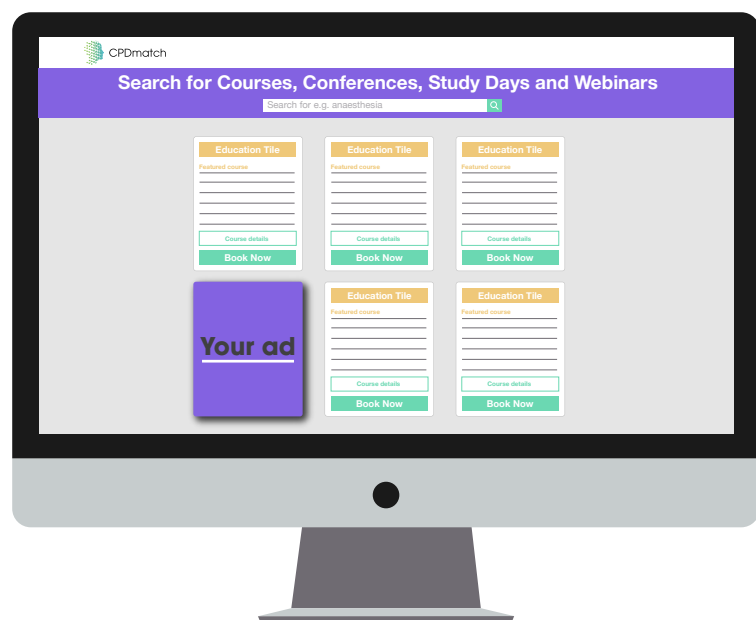 CPDmatch
Search for Courses, Conferences, Study Days and Webinars
Search for e.g. anaesthesia
Education Tile
Featured course
Course details
Book Now
Education Tile
Featured course
Course details
Book Now
Education Tile
Featured course
Course details
Book Now
Your ad
Education Tile
Featured course
Course details
Book Now
Education Tile
Featured course
Course details
Book Now